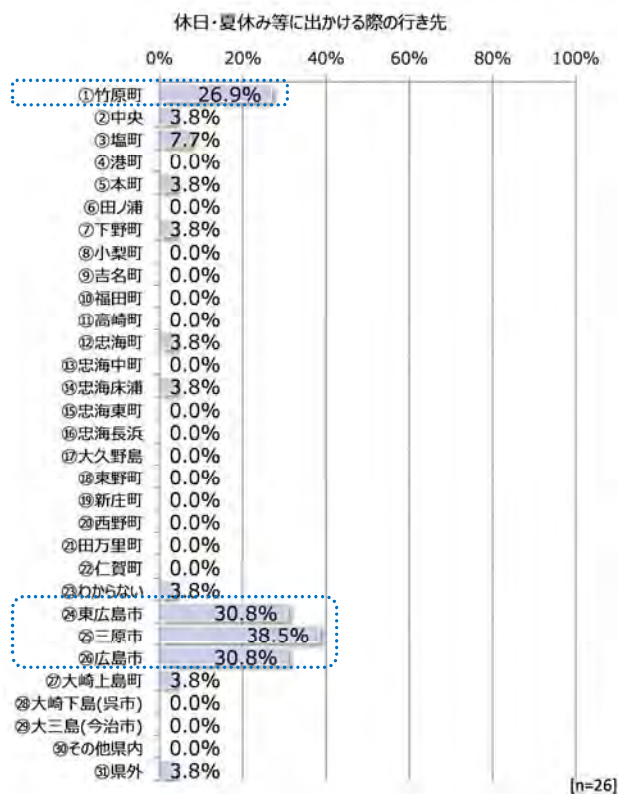 休日・夏休み等に出かける際の行き先
0% 20% 40% 60% 80% 100%
①竹原町 26.9%
②中央 3.8%
③塩町 7.7%
④港町 0.0%
⑤本町 3.8%
⑥田ノ浦 0.0%
⑦下野町 3.8%
⑧小梨町 0.0%
⑨吉名町 0.0%
⑩福田町 0.0%
⑪高崎町 0.0%
⑫忠海町 3.8%
⑬忠海中町 0.0%
⑭忠海床浦 3.8%
⑮忠海東町 0.0%
⑯忠海長浜 0.0%
⑰大久野島 0.0%
⑱東野町 0.0%
⑲新庄町 0.0%
⑳西野町 0.0%
㉑田万里町 0.0%
㉒仁賀町 0.0%
㉓わからない 3.8%
㉔東広島市 30.8%
㉕三原市 38.5%
㉖広島市 30.8%
㉗大崎上島町 3.8%
㉘大崎下島(呉市) 0.0%
㉙大三島(今治市) 0.0%
㉚その他県内 0.0%
㉛県外 3.8%
[n=26]